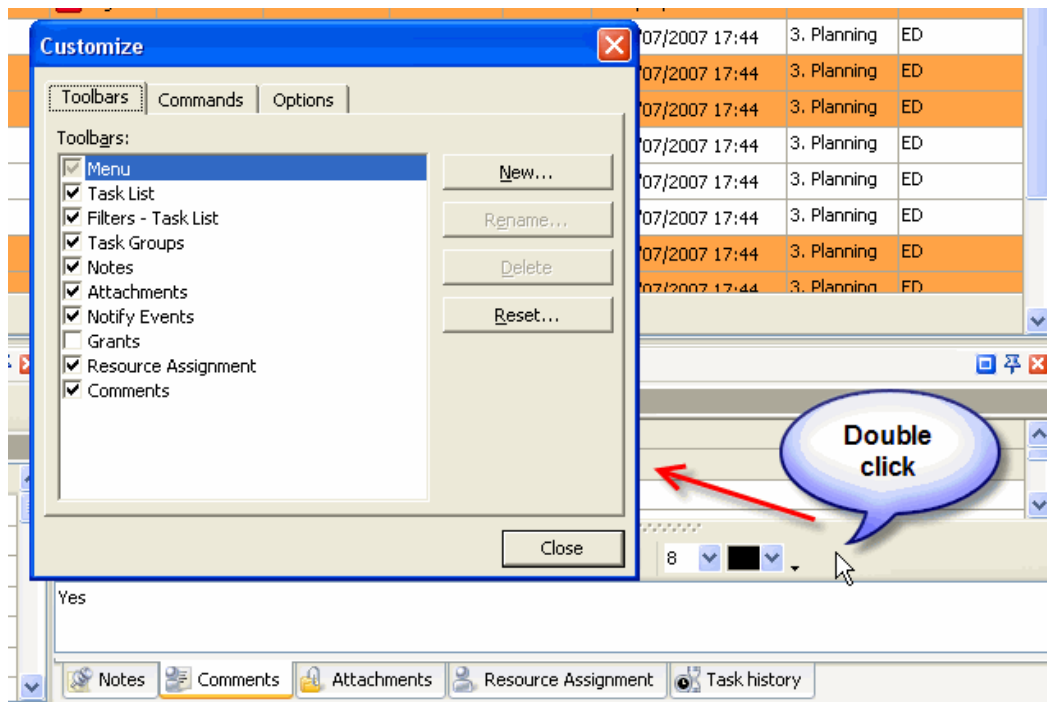 Customize
Toolbars Commands Options
Toolbars:
Menu
Task List
Filters - Task List
Task Groups
Notes
Attachments
Notify Events
Grants
Resource Assignment
Comments
New...
Rename...
Delete
Reset...
Close
'07/2007 17:44 3. Planning ED
'07/2007 17:44 3. Planning ED
'07/2007 17:44 3. Planning ED
'07/2007 17:44 3. Planning ED
'07/2007 17:44 3. Planning ED
'07/2007 17:44 3. Planning ED
'07/2007 17:44 3. Planning ED
'07/2007 17:44 3. Planning ED
Double
click
8
Yes
Notes Comments Attachments Resource Assignment Task history